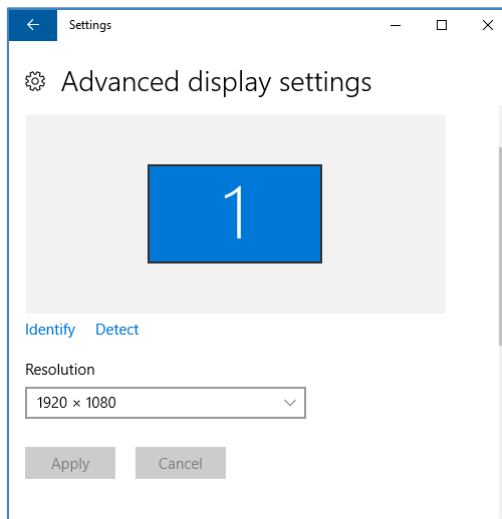 Settings
Advanced display settings
1
Identify Detect
Resolution
1920 × 1080
Apply Cancel